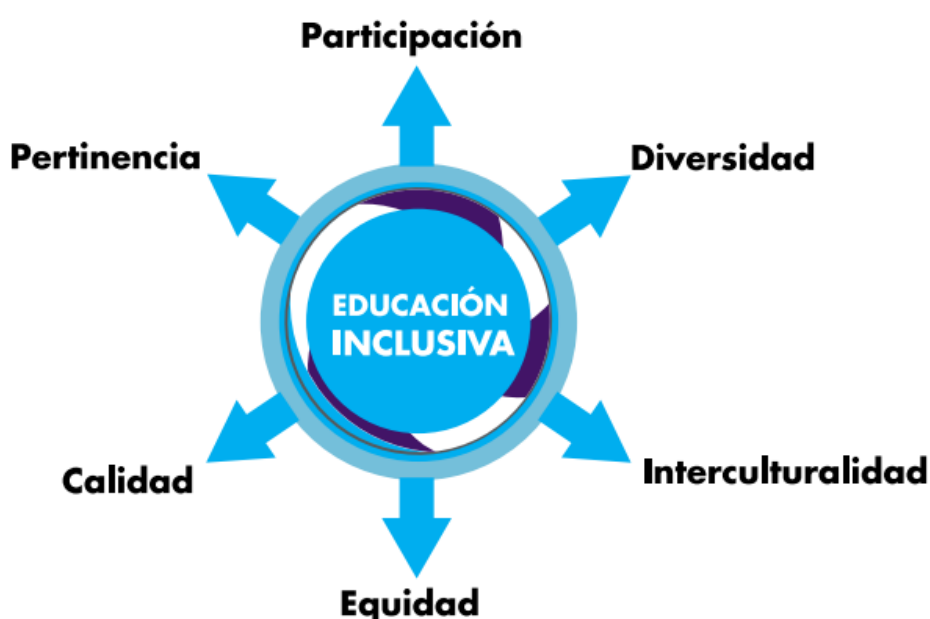 Participación
Pertinencia
Diversidad
EDUCACIÓN
INCLUSIVA
Calidad
Interculturalidad
Equidad